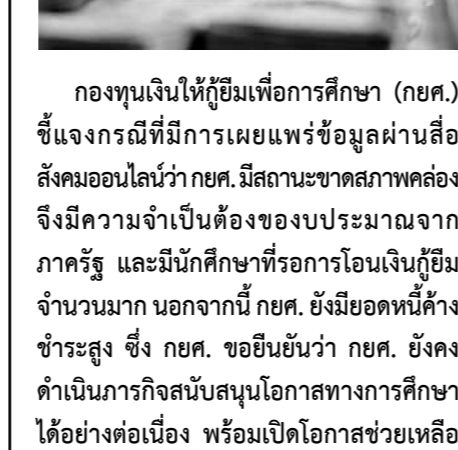 กองทุนเงินให้กู้ยืมเพื่อการศึกษา (กยศ.)
ชี้แจงกรณีที่มีการเผยแพร่ข้อมูลผ่านสื่อ
สังคมออนไลน์ว่า กยศ. มีสถานะขาดสภาพคล่อง
จึงมีความจำเป็นต้องของบประมาณจาก
ภาครัฐ และมีนักศึกษาที่รอการโอนเงินกู้ยืม
จำนวนมาก นอกจากนี้ กยศ. ยังมียอดหนี้ค้าง
ชำระสูง ซึ่ง กยศ. ขอยืนยันว่า กยศ. ยังคง
ดำเนินภารกิจสนับสนุนโอกาสทางการศึกษา
ได้อย่างต่อเนื่อง พร้อมเปิดโอกาสช่วยเหลือ